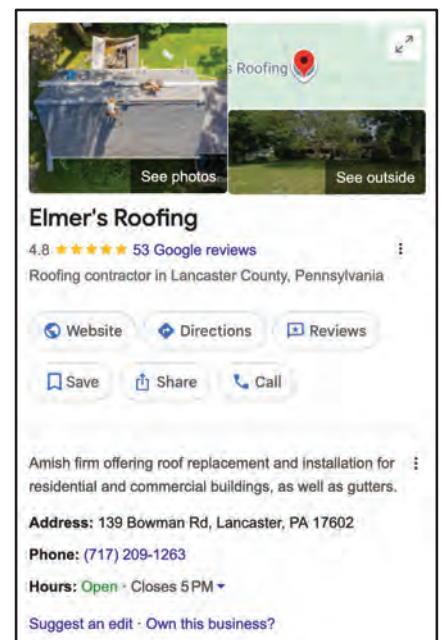 s Roofing
See photos
See outside
Elmer's Roofing
4.8 ★★★★★ 53 Google reviews
Roofing contractor in Lancaster County, Pennsylvania
Website
Directions
Reviews
Save
Share
Call
Amish firm offering roof replacement and installation for
residential and commercial buildings, as well as gutters.
Address: 139 Bowman Rd, Lancaster, PA 17602
Phone: (717) 209-1263
Hours: Open · Closes 5 PM
Suggest an edit · Own this business?